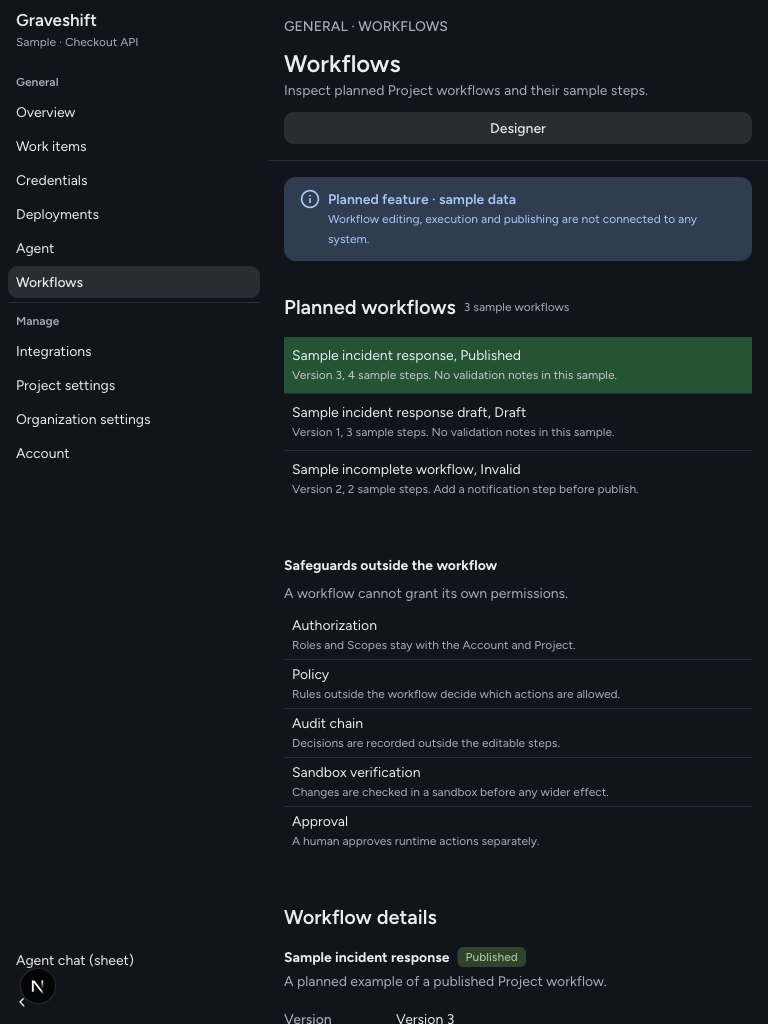 Graveshift
Sample · Checkout API
General
Overview
Work items
Credentials
Deployments
Agent
Workflows
Manage
Integrations
Project settings
Organization settings
Account
Agent chat (sheet)
N
GENERAL · WORKFLOWS
Workflows
Inspect planned Project workflows and their sample steps.
Designer
Planned feature · sample data
Workflow editing, execution and publishing are not connected to any
system.
Planned workflows 3 sample workflows
Sample incident response, Published
Version 3, 4 sample steps. No validation notes in this sample.
Sample incident response draft, Draft
Version 1, 3 sample steps. No validation notes in this sample.
Sample incomplete workflow, Invalid
Version 2, 2 sample steps. Add a notification step before publish.
Safeguards outside the workflow
A workflow cannot grant its own permissions.
Authorization
Roles and Scopes stay with the Account and Project.
Policy
Rules outside the workflow decide which actions are allowed.
Audit chain
Decisions are recorded outside the editable steps.
Sandbox verification
Changes are checked in a sandbox before any wider effect.
Approval
A human approves runtime actions separately.
Workflow details
Sample incident response Published
A planned example of a published Project workflow.
Version Version 3